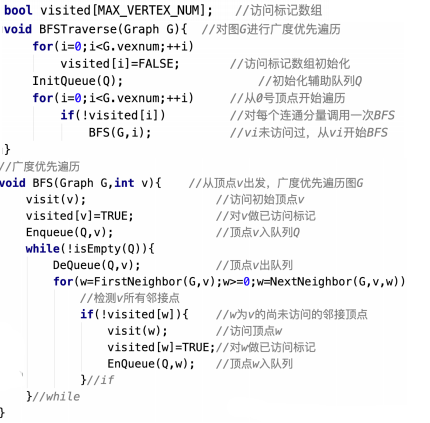 bool visited[MAX_VERTEX_NUM];   //访问标记数组
void BFSTraverse(Graph G){  //对图G进行广度优先遍历
    for(i=0;i<G.vexnum;++i)
        visited[i]=FALSE;       //访问标记数组初始化
    InitQueue(Q);                   //初始化辅助队列Q
    for(i=0;i<G.vexnum;++i)     //从0号顶点开始遍历
        if(!visited[i])         //对每个连通分量调用一次BFS
            BFS(G,i);           //vi未访问过，从vi开始BFS
}
//广度优先遍历
void BFS(Graph G,int v){    //从顶点v出发，广度优先遍历图G
    visit(v);                   //访问初始顶点v
    visited[v]=TRUE;            //对v做已访问标记
    Enqueue(Q,v);               //顶点v入队列Q
    while(!isEmpty(Q)){
        DeQueue(Q,v);           //顶点v出队列
        for(w=FirstNeighbor(G,v);w>=0;w=NextNeighbor(G,v,w))
            //检测v所有邻接点
            if(!visited[w]){    //w为v的尚未访问的邻接顶点
                visit(w);       //访问顶点w
                visited[w]=TRUE;//对w做已访问标记
                EnQueue(Q,w);   //顶点w入队列
            }//if
    }//while
}